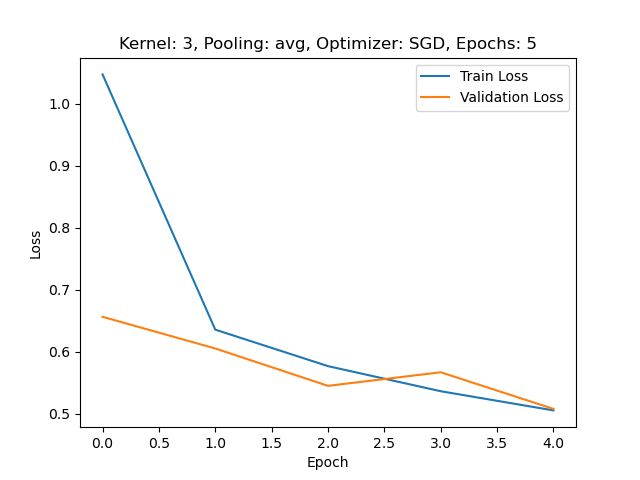 Kernel: 3, Pooling: avg, Optimizer: SGD, Epochs: 5
Train Loss
Validation Loss
1.0
0.9
0.8
0.7
0.6
0.5
Loss
0.0 0.5 1.0 1.5 2.0 2.5 3.0 3.5 4.0
Epoch